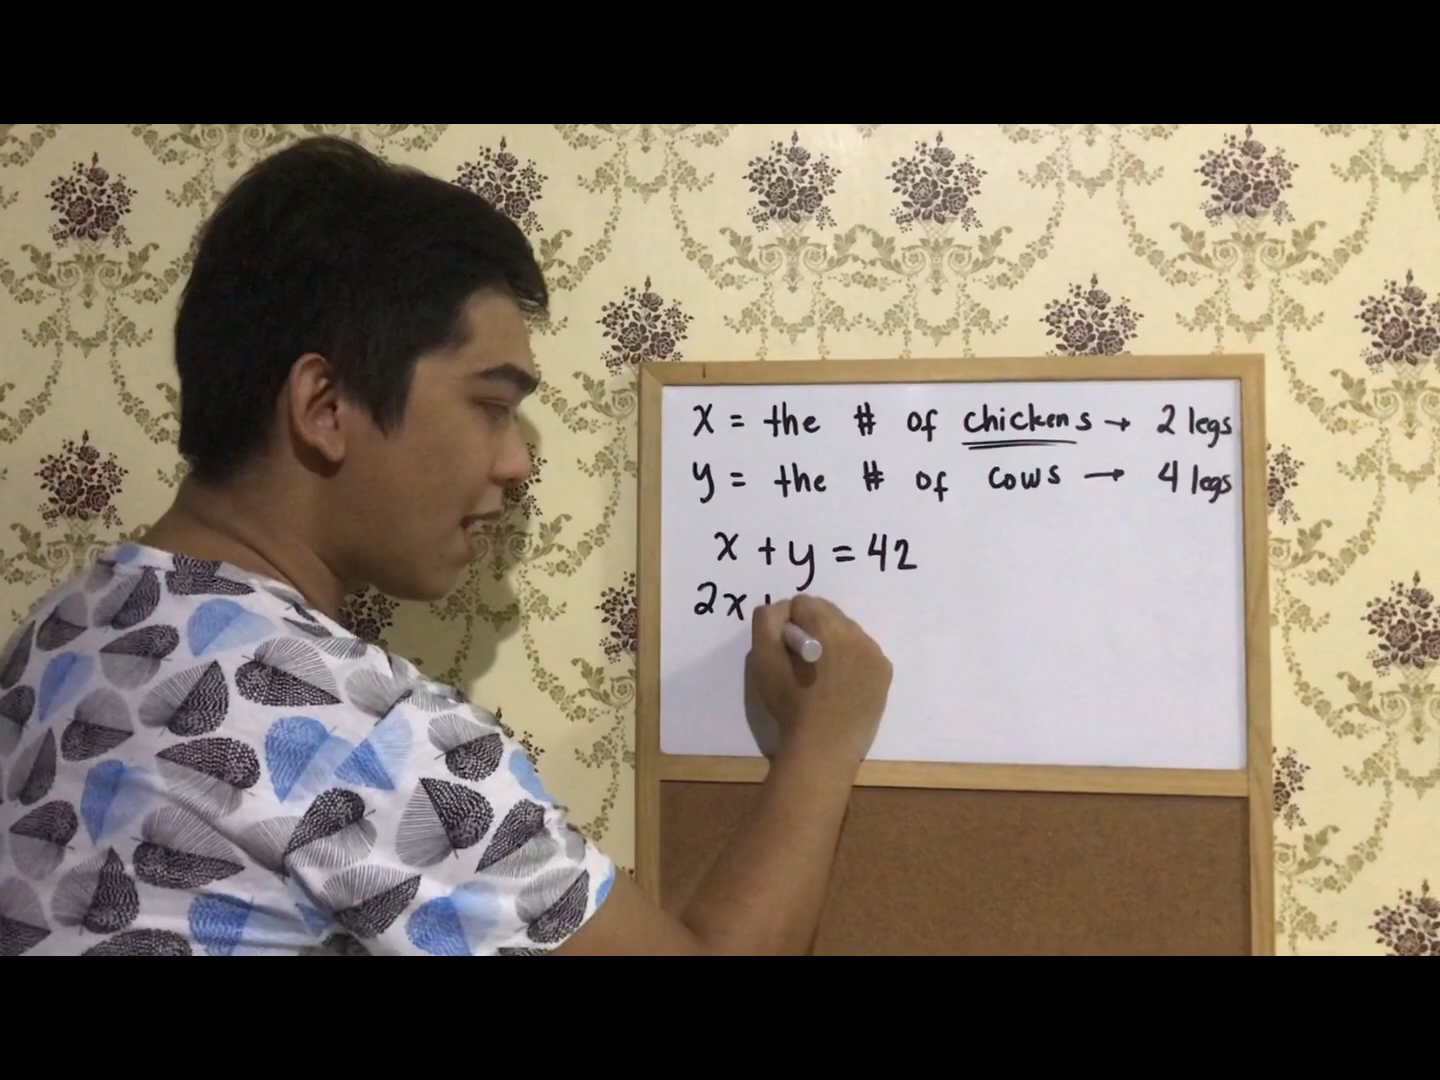 x = the # of chickens → 2 legs
y = the # of cows → 4 legs
x + y = 42
2x +